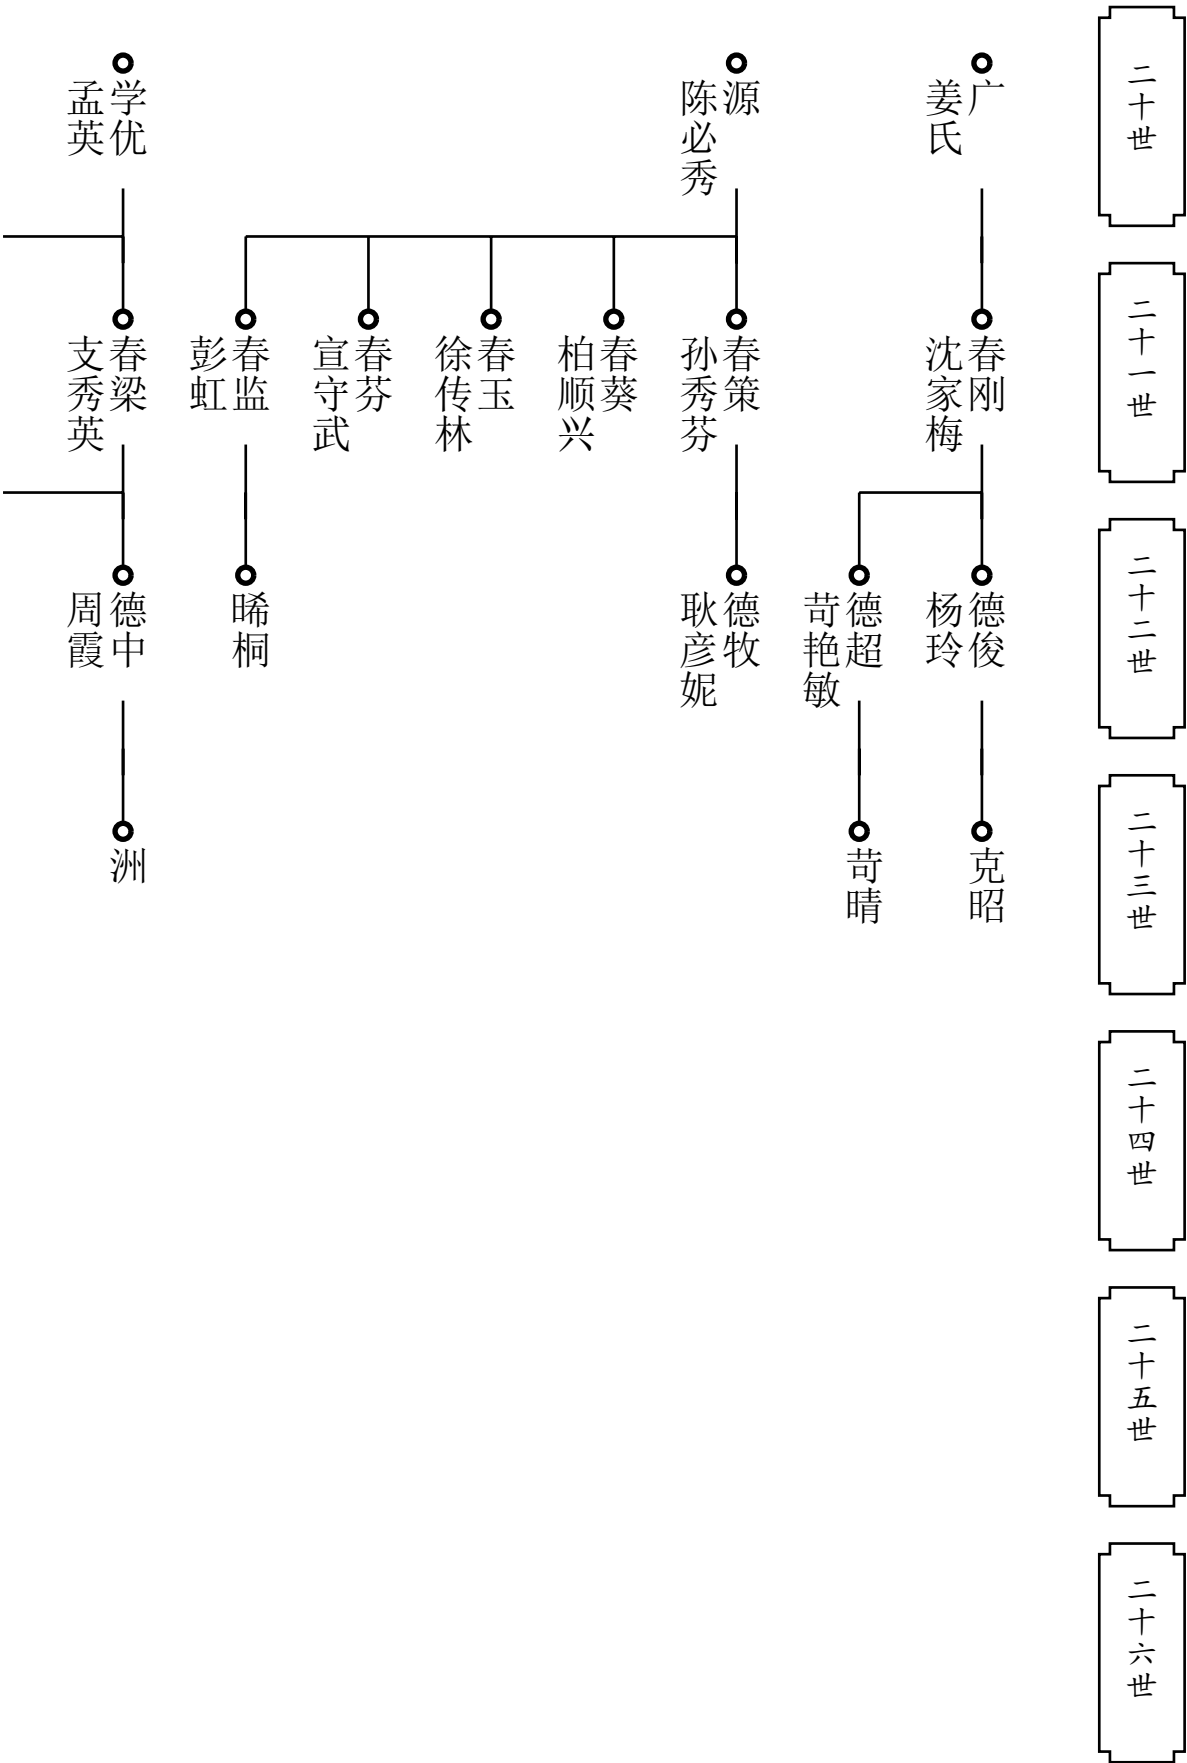 二十世
广
姜氏
源
陈必秀
学优
孟英
二十一世
春刚
沈家梅
春策
孙秀芬
春葵
柏顺兴
春玉
徐传林
春芬
宣守武
春监
彭虹
春梁
支秀英
二十二世
德俊
杨玲
德超
苛艳敏
德牧
耿彦妮
晞桐
德中
周霞
二十三世
克昭
苛晴
洲
二十四世
二十五世
二十六世